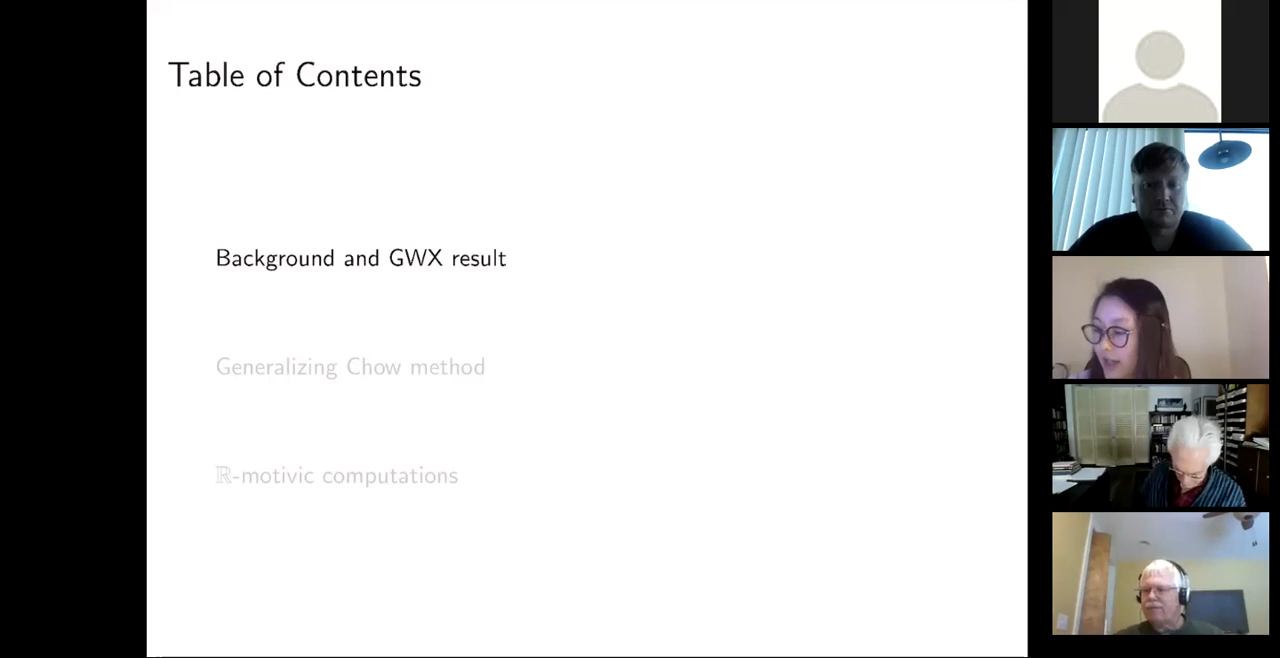 Table of Contents
Background and GWX result
Generalizing Chow method
ℝ-motivic computations